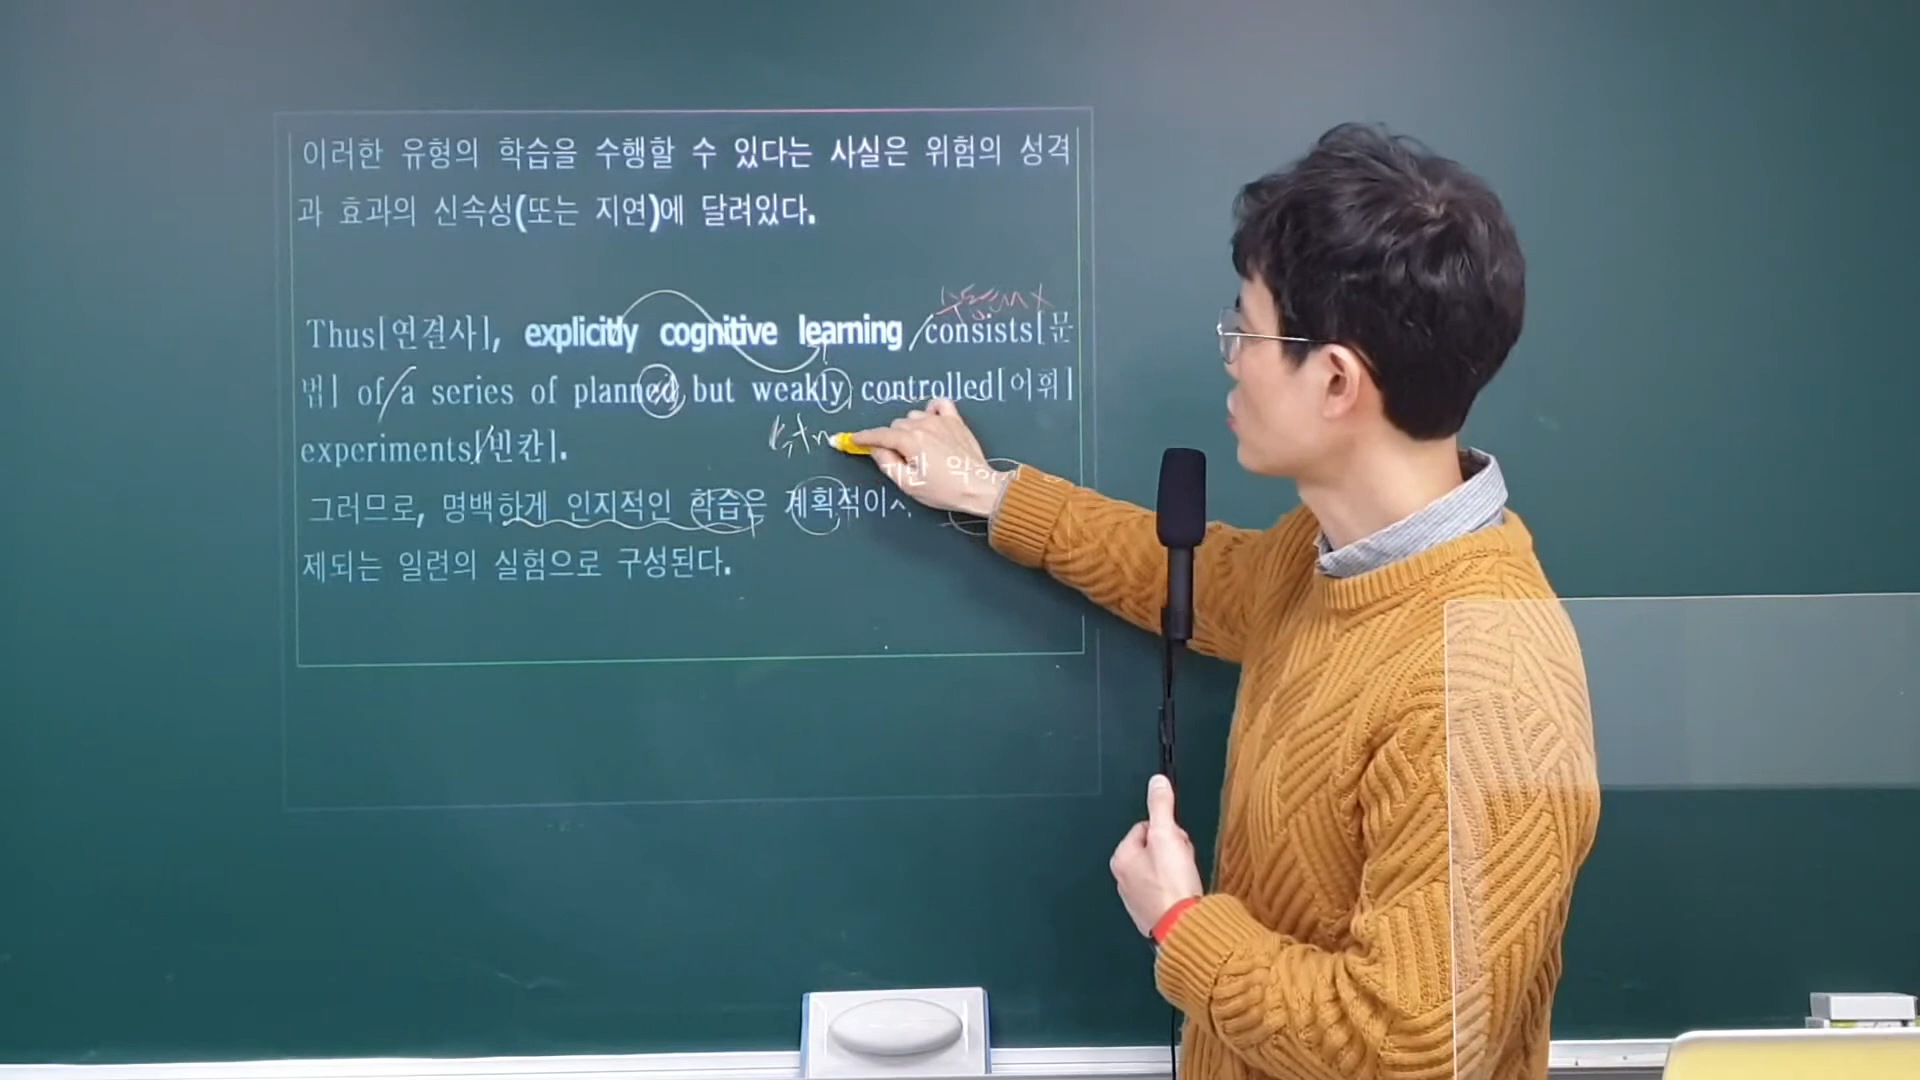 이러한 유형의 학습을 수행할 수 있다는 사실은 위험의 성격
과 효과의 신속성(또는 지연)에 달려있다.
Thus[연결사], explicitly cognitive learning consists[문
법] of a series of planned but weakly controlled[어휘]
experiments[빈칸].
그러므로, 명백하게 인지적인 학습은 계획적이지만 약하
제되는 일련의 실험으로 구성된다.